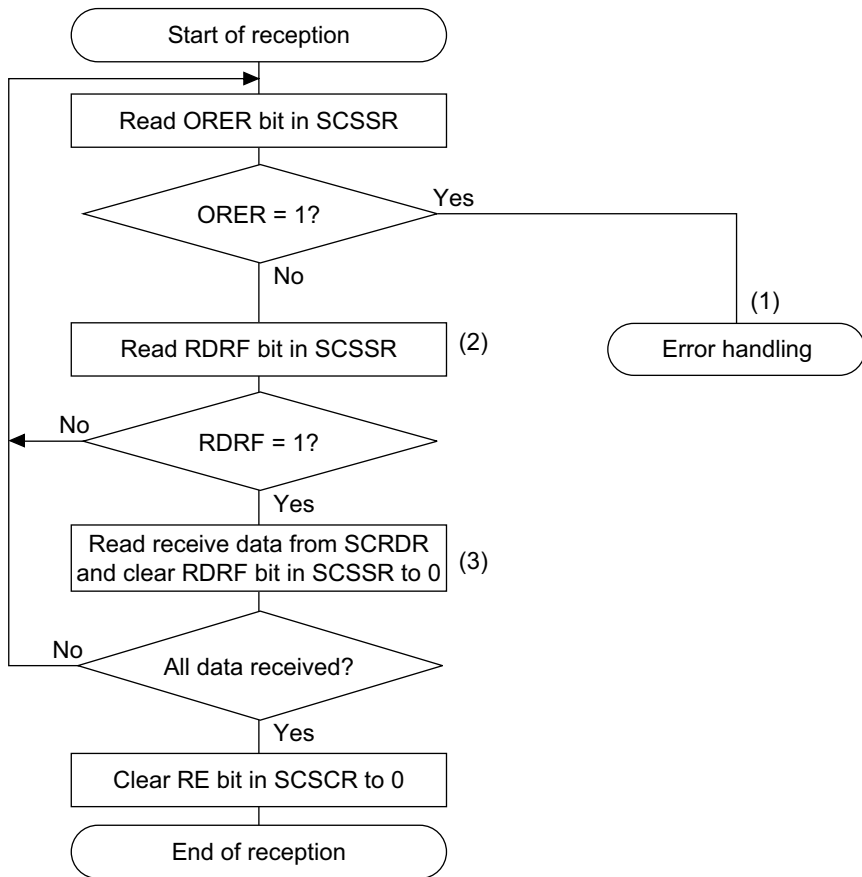 Start of reception
Read ORER bit in SCSSR
Yes
ORER = 1?
No
(1)
Read RDRF bit in SCSSR
(2)
Error handling
No
RDRF = 1?
Yes
Read receive data from SCRDR
and clear RDRF bit in SCSSR to 0
(3)
No
All data received?
Yes
Clear RE bit in SCSCR to 0
End of reception